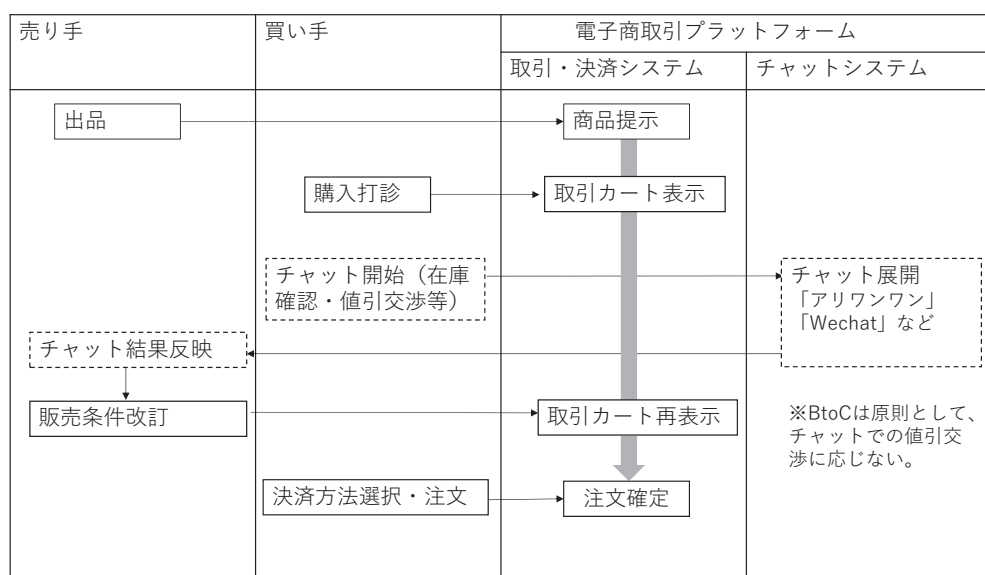 売り手
買い手
電子商取引プラットフォーム
取引・決済システム
チャットシステム
出品
商品提示
購入打診
取引カート表示
チャット開始（在庫
確認・値引交渉等）
チャット展開
「アリワンワン」
「Wechat」など
チャット結果反映
販売条件改訂
取引カート再表示
※BtoCは原則として、
チャットでの値引交
渉に応じない。
決済方法選択・注文
注文確定